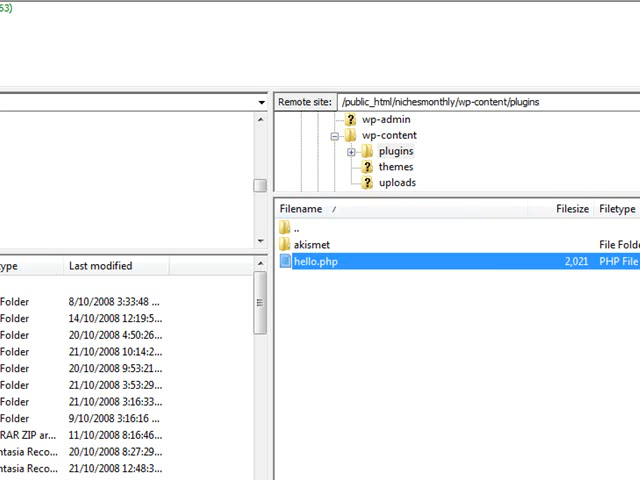 63)
Remote site: /public_html/nichesmonthly/wp-content/plugins
wp-admin
wp-content
plugins
themes
uploads
Filename / Filesize Filetype
..
akismet File Folde
hello.php 2,021 PHP File
ype Last modified
Folder 8/10/2008 3:33:48 ...
Folder 14/10/2008 12:19:5...
Folder 20/10/2008 4:50:26...
Folder 21/10/2008 10:14:2...
Folder 20/10/2008 9:53:21...
Folder 21/10/2008 3:53:29...
Folder 21/10/2008 3:16:33...
Folder 9/10/2008 3:16:16 ...
RAR ZIP ar... 11/10/2008 8:16:46...
ntasia Reco... 20/10/2008 8:27:29...
ntasia Reco... 21/10/2008 12:48:3...